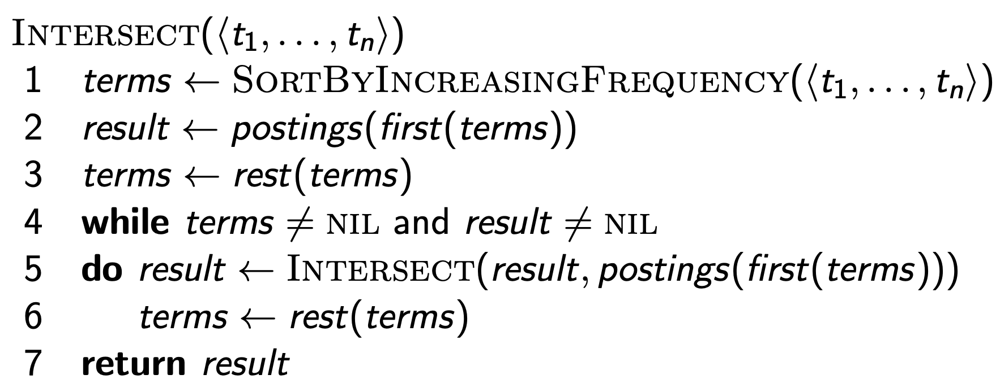 INTERSECT(⟨t₁, . . . , tₙ⟩)
1 terms ← SORTBYINCREASINGFREQUENCY(⟨t₁, . . . , tₙ⟩)
2 result ← postings(first(terms))
3 terms ← rest(terms)
4 while terms ≠ NIL and result ≠ NIL
5 do result ← INTERSECT(result, postings(first(terms)))
6 terms ← rest(terms)
7 return result